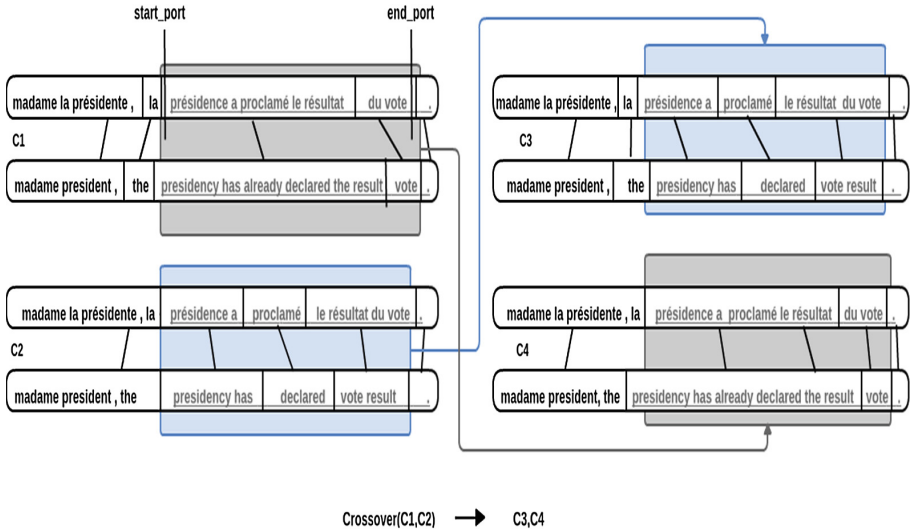 start_port end_port
madame la présidente , la présidence a proclamé le résultat du vote .
C1
madame president , the presidency has already declared the result vote .
madame la présidente , la présidence a proclamé le résultat du vote .
C3
madame president , the presidency has declared vote result .
madame la présidente , la présidence a proclamé le résultat du vote .
C2
madame president , the presidency has declared vote result .
madame la présidente , la présidence a proclamé le résultat du vote .
C4
madame president, the presidency has already declared the result vote .
Crossover(C1,C2) C3,C4